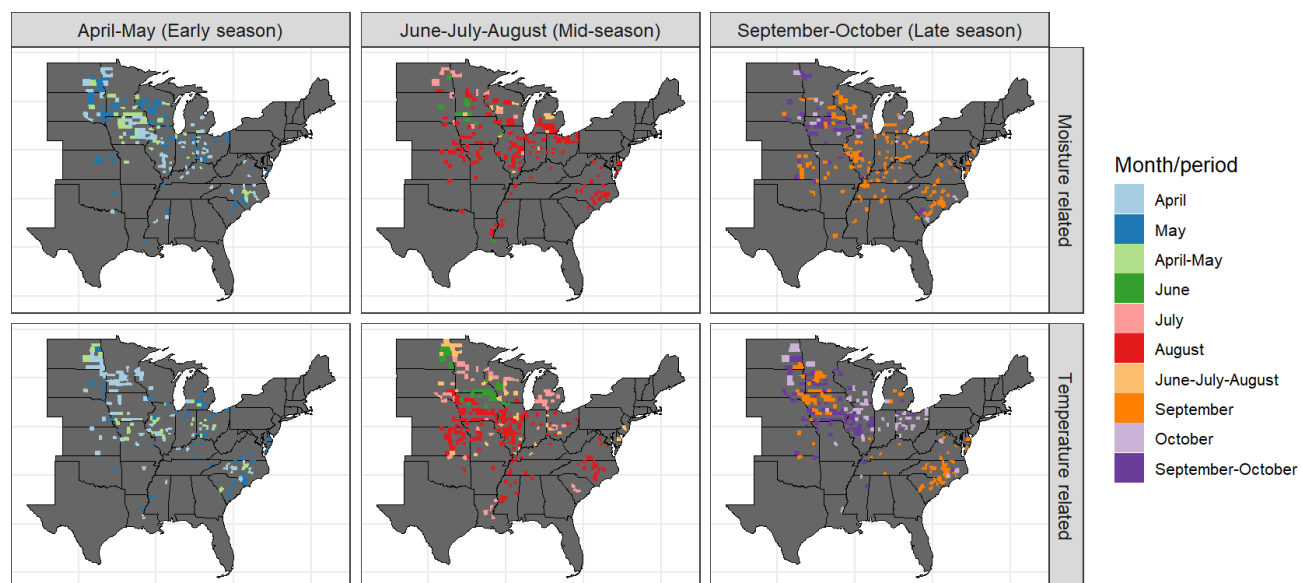 April-May (Early season)
June-July-August (Mid-season)
September-October (Late season)
Moisture related
Temperature related
Month/period
April
May
April-May
June
July
August
June-July-August
September
October
September-October